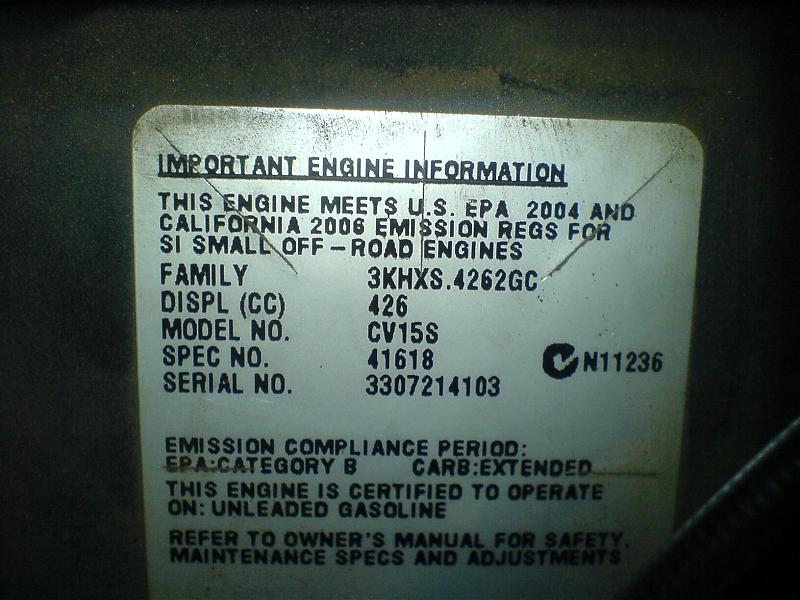 IMPORTANT ENGINE INFORMATION
THIS ENGINE MEETS U.S. EPA 2004 AND
CALIFORNIA 2006 EMISSION REGS FOR
SI SMALL OFF-ROAD ENGINES
FAMILY 3KHXS.4262GC
DISPL (CC) 426
MODEL NO. CV15S
SPEC NO. 41618 N11236
SERIAL NO. 3307214103
EMISSION COMPLIANCE PERIOD:
EPA:CATEGORY B CARB:EXTENDED
THIS ENGINE IS CERTIFIED TO OPERATE
ON: UNLEADED GASOLINE
REFER TO OWNER'S MANUAL FOR SAFETY,
MAINTENANCE SPECS AND ADJUSTMENTS